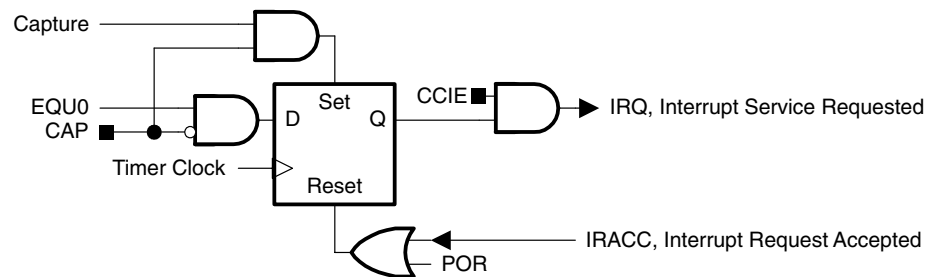 Capture
EQU0
CAP
Timer Clock
Set
D
Q
Reset
CCIE
IRQ, Interrupt Service Requested
IRACC, Interrupt Request Accepted
POR